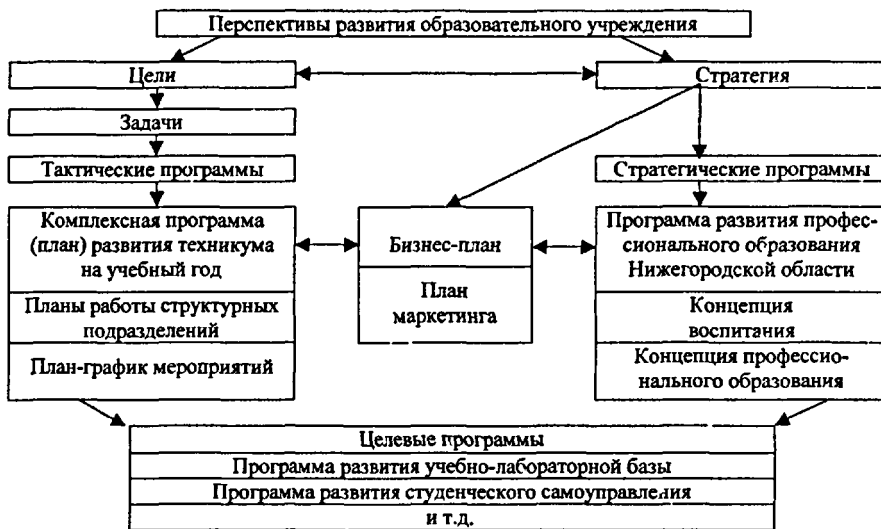 Перспективы развития образовательного учреждения
Цели
Стратегия
Задачи
Тактические программы
Стратегические программы
Комплексная программа
(план) развития техникума
на учебный год
Планы работы структурных
подразделений
План-график мероприятий
Бизнес-план
План
маркетинга
Программа развития профес-
сионального образования
Нижегородской области
Концепция
воспитания
Концепция профессио-
нального образования
Целевые программы
Программа развития учебно-лабораторной базы
Программа развития студенческого самоуправления
и т.д.